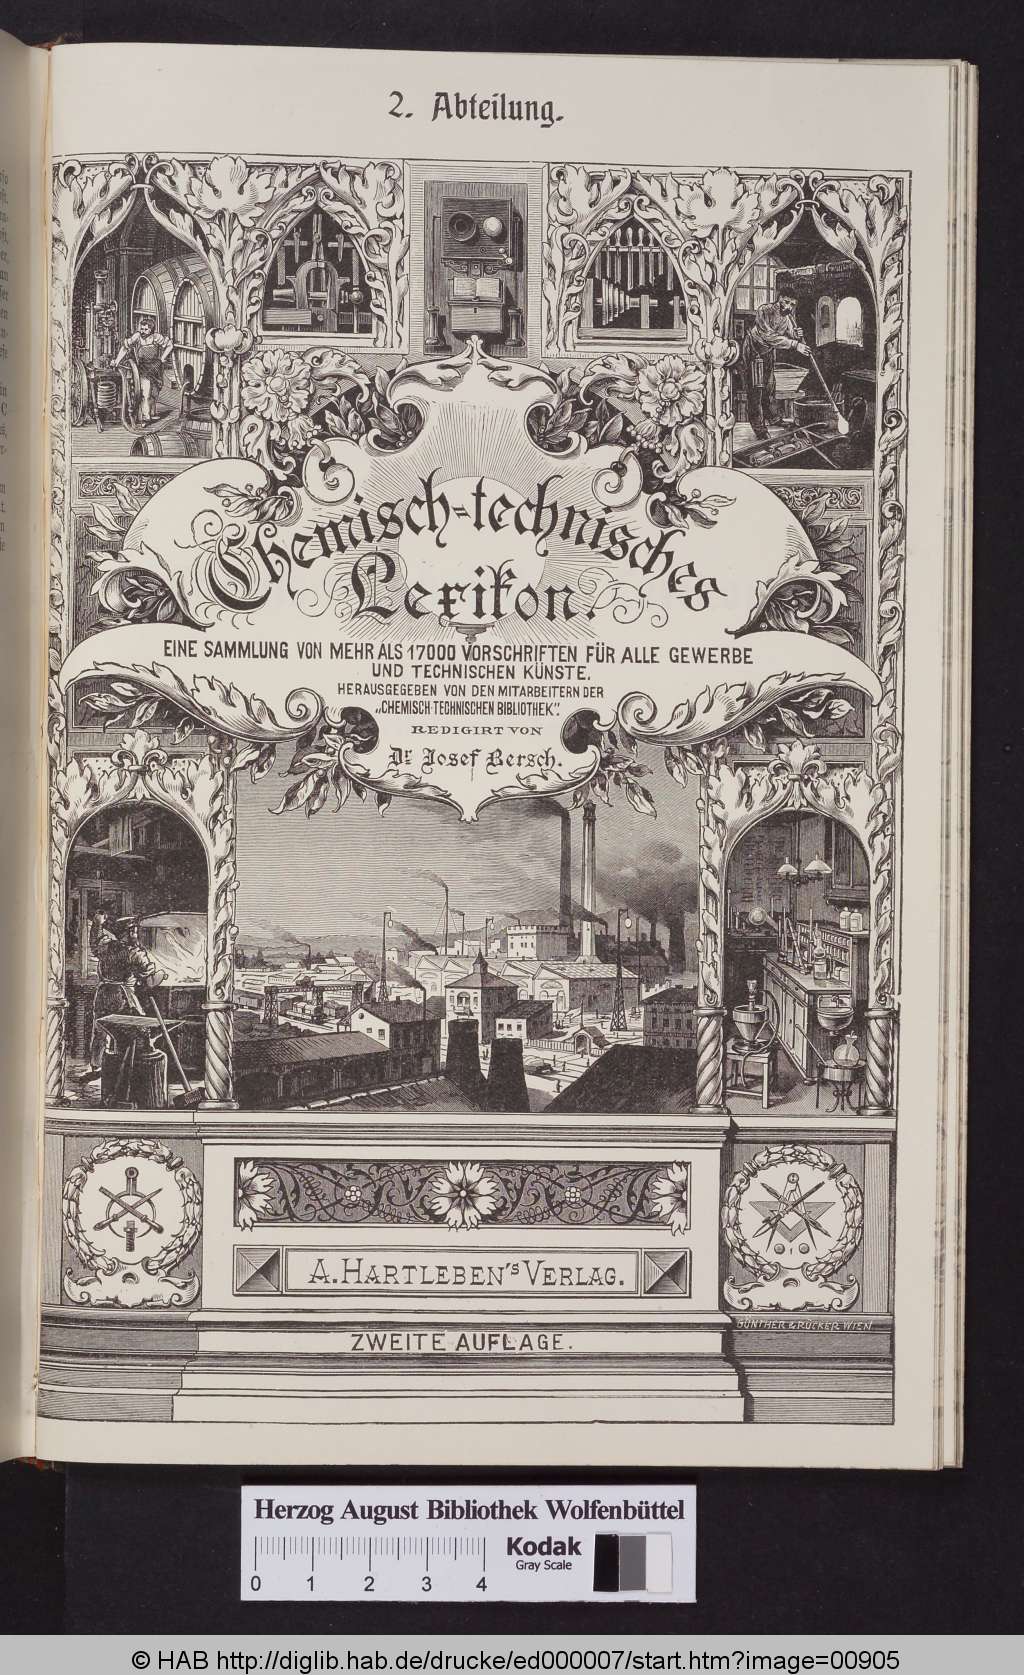 2. Abteilung.
Chemisch-technisches
Lexikon.
EINE SAMMLUNG VON MEHR ALS 17000 VORSCHRIFTEN FÜR ALLE GEWERBE
UND TECHNISCHEN KÜNSTE.
HERAUSGEGEBEN VON DEN MITARBEITERN DER
„CHEMISCH-TECHNISCHEN BIBLIOTHEK".
REDIGIRT VON
Dr Josef Bersch.
A. HARTLEBEN'S VERLAG.
GÜNTHER & RÜCKER WIEN
ZWEITE AUFLAGE.
Herzog August Bibliothek Wolfenbüttel
0 1 2 3 4
Kodak
Gray Scale
© HAB http://diglib.hab.de/drucke/ed000007/start.htm?image=00905